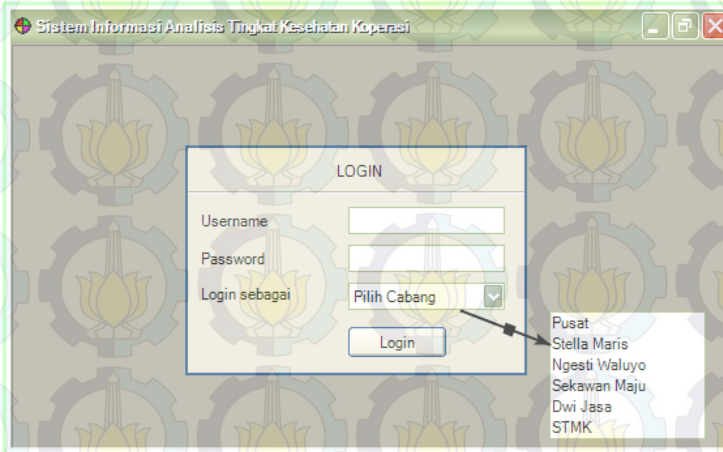 Sistem Informasi Analisis Tingkat Kesehatan Koperasi
LOGIN
Username
Password
Login sebagai
Pilih Cabang
Login
Pusat
Stella Maris
Ngesti Waluyo
Sekawan Maju
Dwi Jasa
STMK